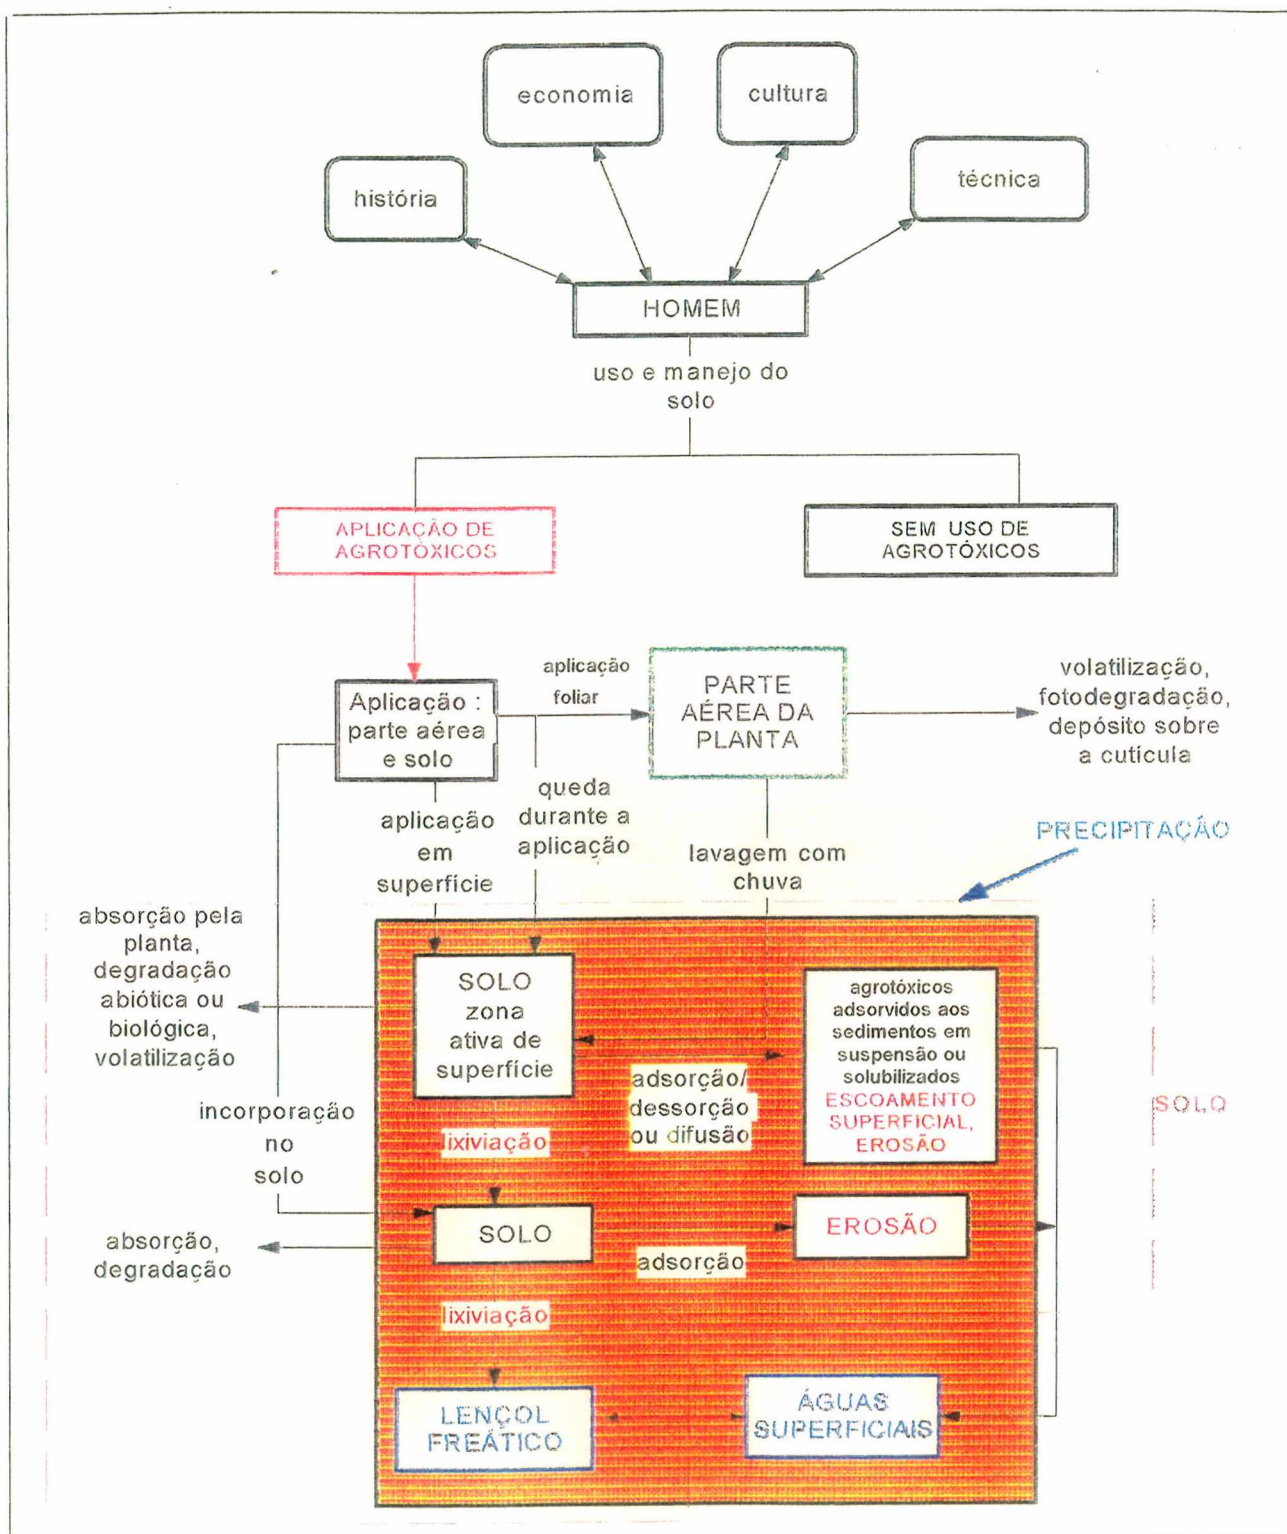 economia
cultura
história
técnica
HOMEM
uso e manejo do
solo
APLICAÇÃO DE
AGROTÓXICOS
SEM USO DE
AGROTÓXICOS
Aplicação :
parte aérea
e solo
aplicação
foliar
PARTE
AÉREA DA
PLANTA
volatilização,
fotodegradação,
depósito sobre
a cutícula
aplicação
em
superfície
queda
durante a
aplicação
lavagem com
chuva
PRECIPITAÇÃO
absorção pela
planta,
degradação
abiótica ou
biológica,
volatilização
SOLO
zona
ativa de
superfície
agrotóxicos
adsorvidos aos
sedimentos em
suspensão ou
solubilizados
ESCOAMENTO
SUPERFICIAL,
EROSÃO
adsorção/
dessorção
ou difusão
SOLO
incorporação
no
solo
lixiviação
SOLO
EROSÃO
absorção,
degradação
adsorção
lixiviação
LENÇOL
FREÁTICO
ÁGUAS
SUPERFICIAIS